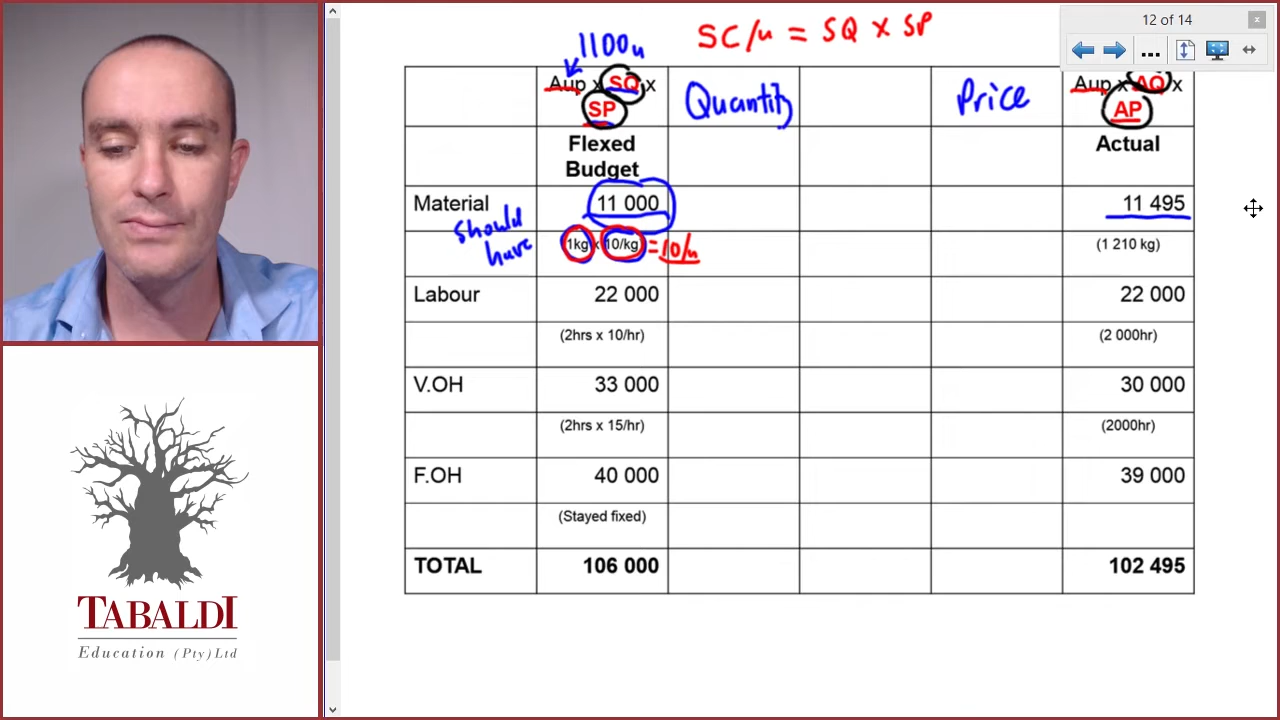 12 of 14
SC/u = SQ x SP
1100u
Aup x SQ x
SP
Quantity
Price
Aup x AQ x
AP
Flexed
Budget
Actual
Material
11 000
11 495
should
have
1kg x 10/kg = 10/u
(1 210 kg)
Labour
22 000
22 000
(2hrs x 10/hr)
(2 000hr)
V.OH
33 000
30 000
(2hrs x 15/hr)
(2000hr)
F.OH
40 000
39 000
(Stayed fixed)
TOTAL
106 000
102 495
TABALDI
Education (Pty) Ltd